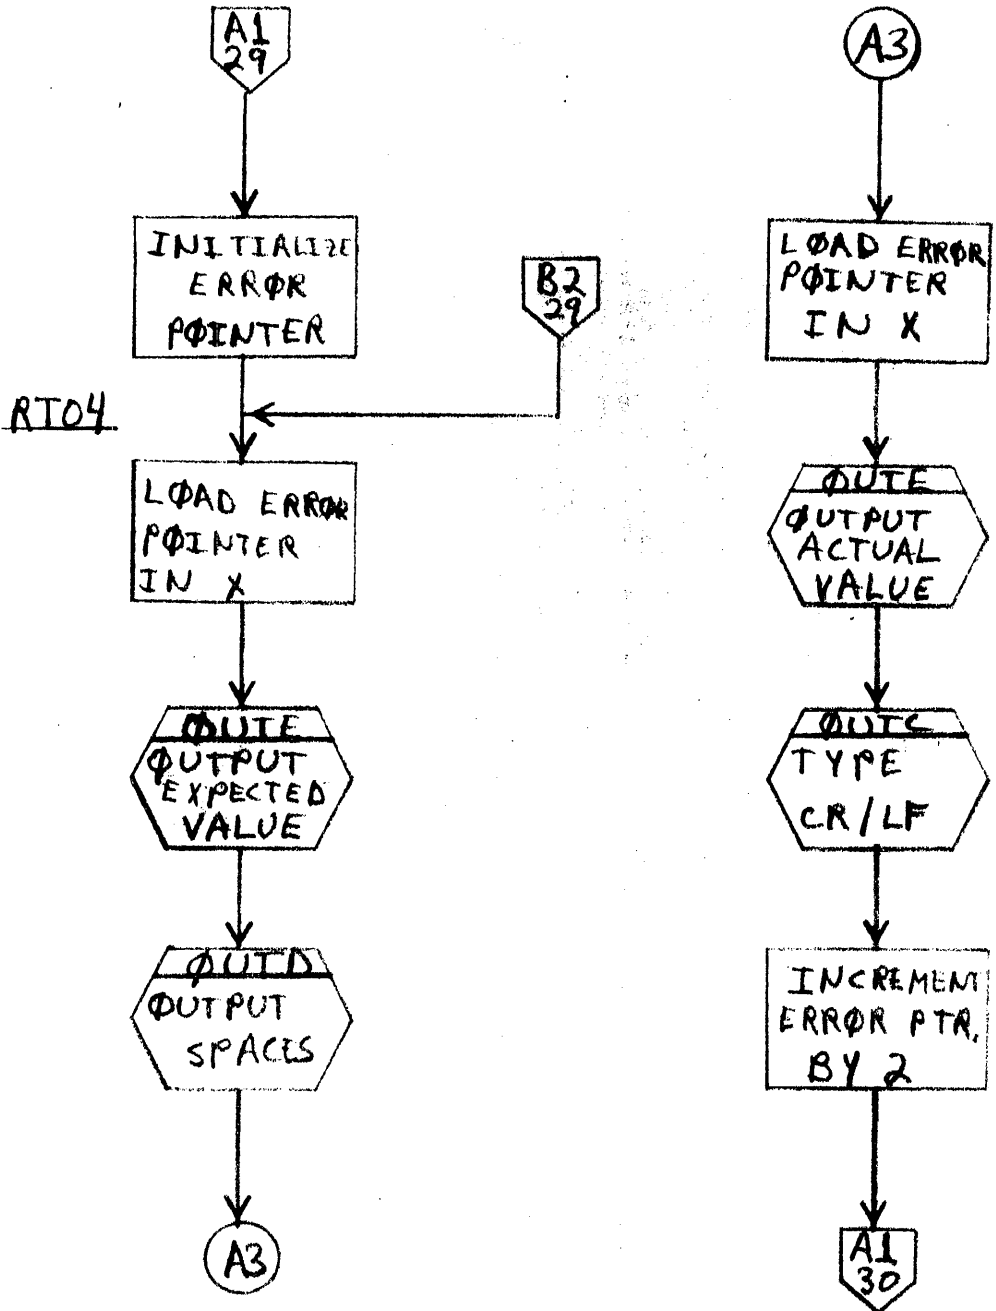 A1
29
INITIALIZE
ERRØR
PØINTER
B2
29
RT04
LØAD ERRØR
PØINTER
IN X
ØUTE
ØUTPUT
EXPECTED
VALUE
ØUTD
ØUTPUT
SPACES
A3
A3
LØAD ERRØR
PØINTER
IN X
ØUTE
ØUTPUT
ACTUAL
VALUE
ØUTC
TYPE
CR/LF
INCREMENT
ERRØR PTR.
BY 2
A1
30